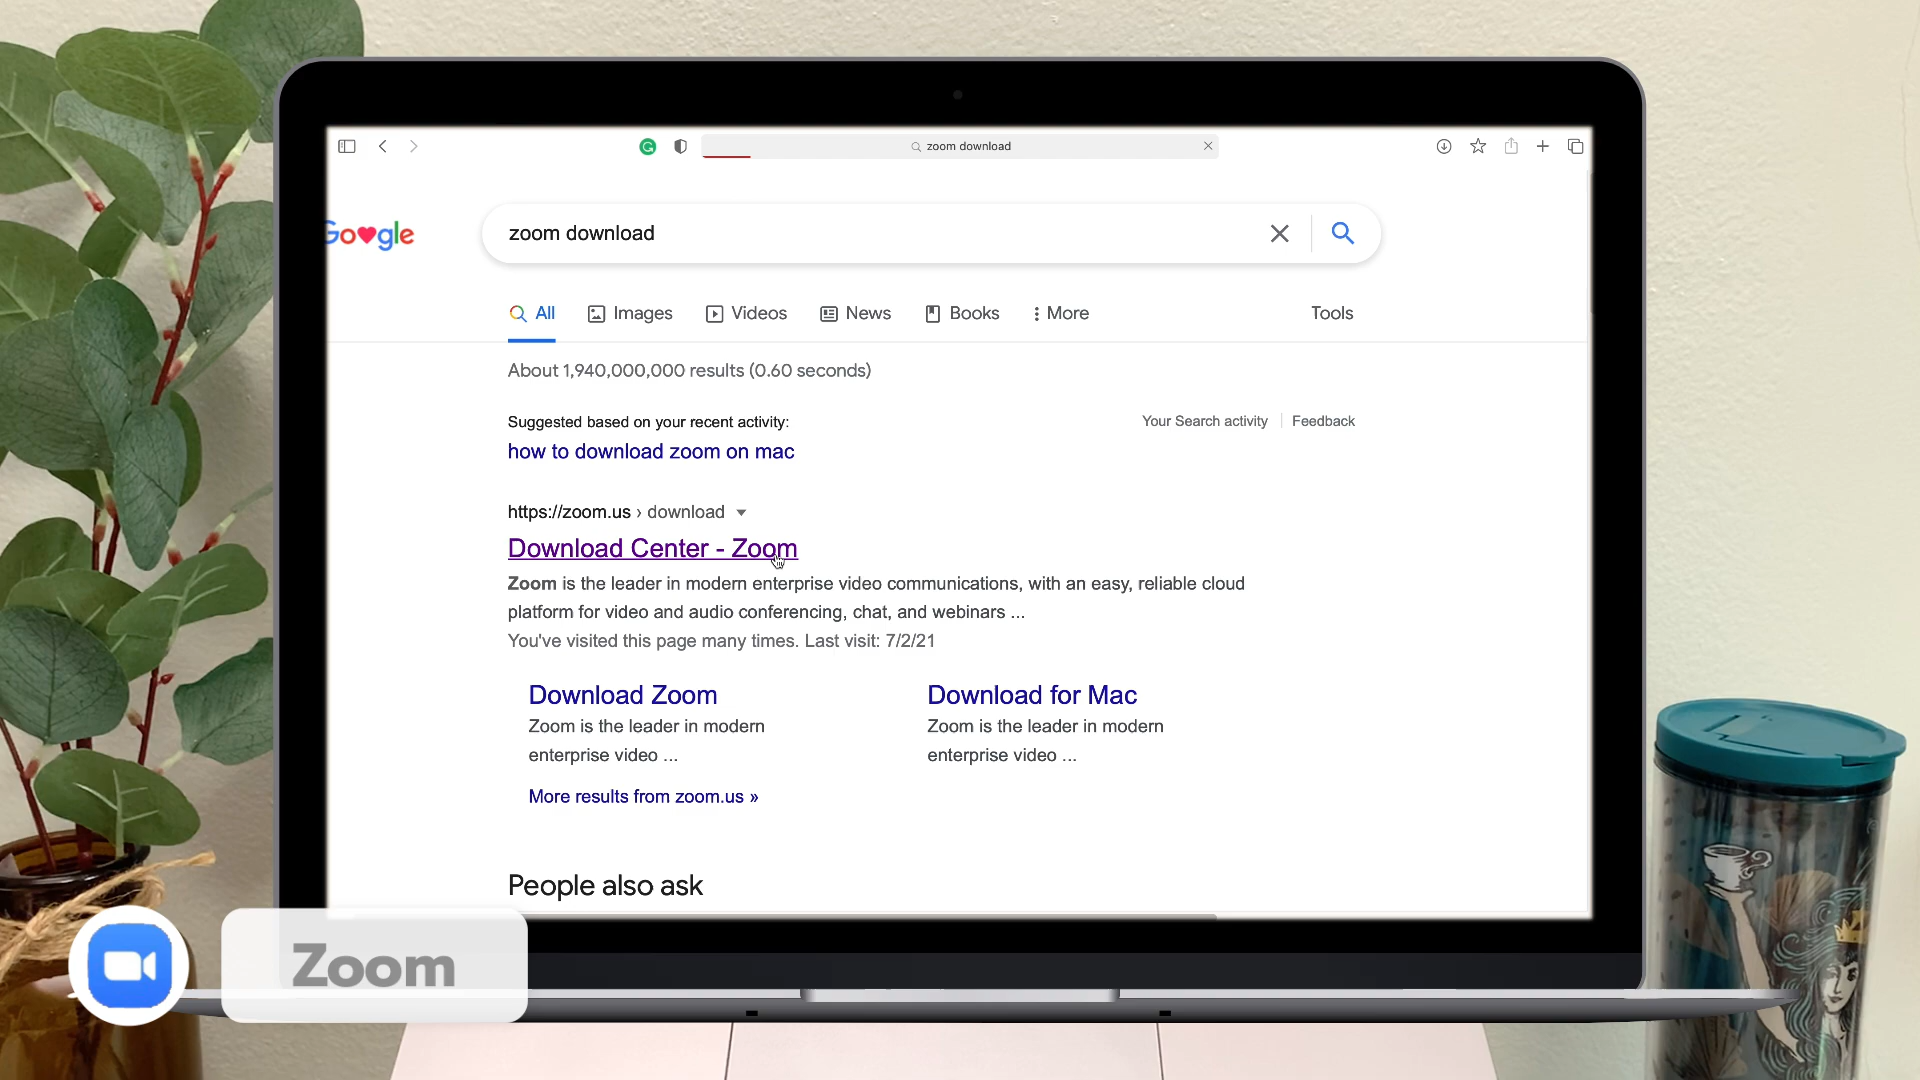 zoom download
Google
zoom download
All Images Videos News Books More Tools
About 1,940,000,000 results (0.60 seconds)
Suggested based on your recent activity:
Your Search activity Feedback
how to download zoom on mac
https://zoom.us › download
Download Center - Zoom
Zoom is the leader in modern enterprise video communications, with an easy, reliable cloud
platform for video and audio conferencing, chat, and webinars ...
You've visited this page many times. Last visit: 7/2/21
Download Zoom
Zoom is the leader in modern
enterprise video ...
Download for Mac
Zoom is the leader in modern
enterprise video ...
More results from zoom.us »
People also ask
Zoom